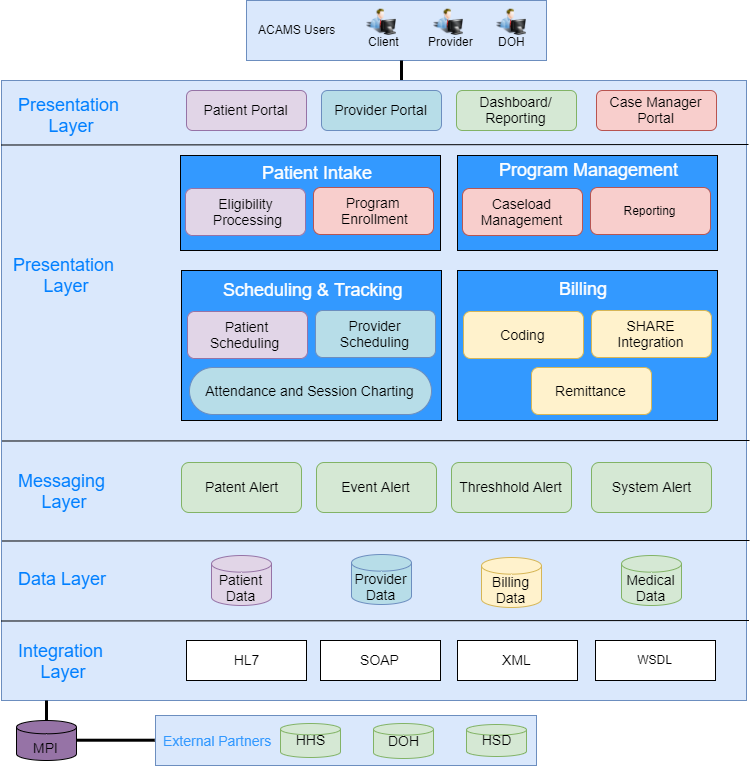 ACAMS Users
Client
Provider
DOH
Presentation
Layer
Patient Portal
Provider Portal
Dashboard/
Reporting
Case Manager
Portal
Presentation
Layer
Patient Intake
Eligibility
Processing
Program
Enrollment
Program Management
Caseload
Management
Reporting
Scheduling & Tracking
Patient
Scheduling
Provider
Scheduling
Attendance and Session Charting
Billing
Coding
SHARE
Integration
Remittance
Messaging
Layer
Patent Alert
Event Alert
Threshhold Alert
System Alert
Data Layer
Patient
Data
Provider
Data
Billing
Data
Medical
Data
Integration
Layer
HL7
SOAP
XML
WSDL
MPI
External Partners
HHS
DOH
HSD